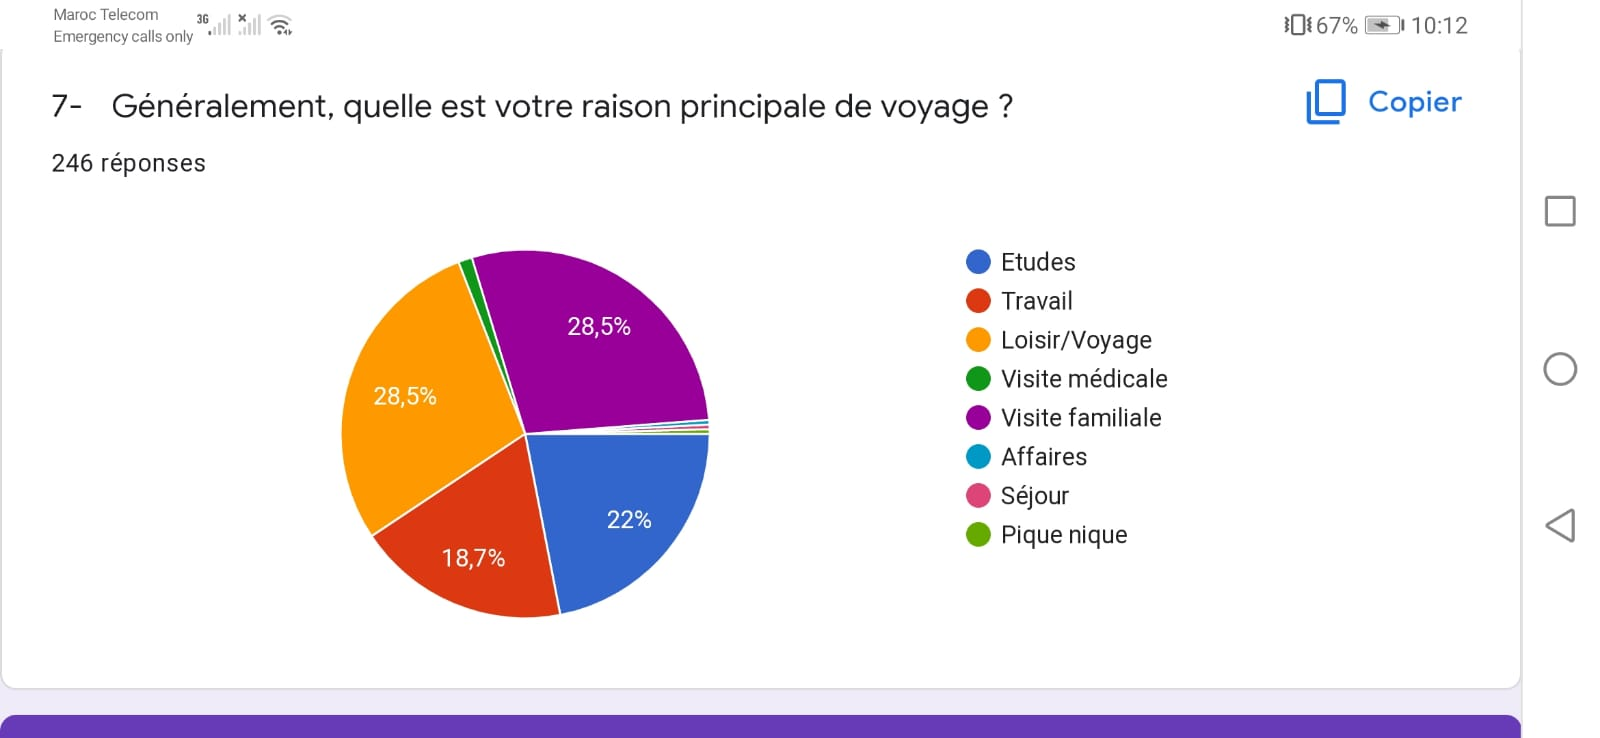 Maroc Telecom
Emergency calls only
3G
67%
10:12
7- Généralement, quelle est votre raison principale de voyage ?
Copier
246 réponses
28,5%
28,5%
22%
18,7%
Etudes
Travail
Loisir/Voyage
Visite médicale
Visite familiale
Affaires
Séjour
Pique nique